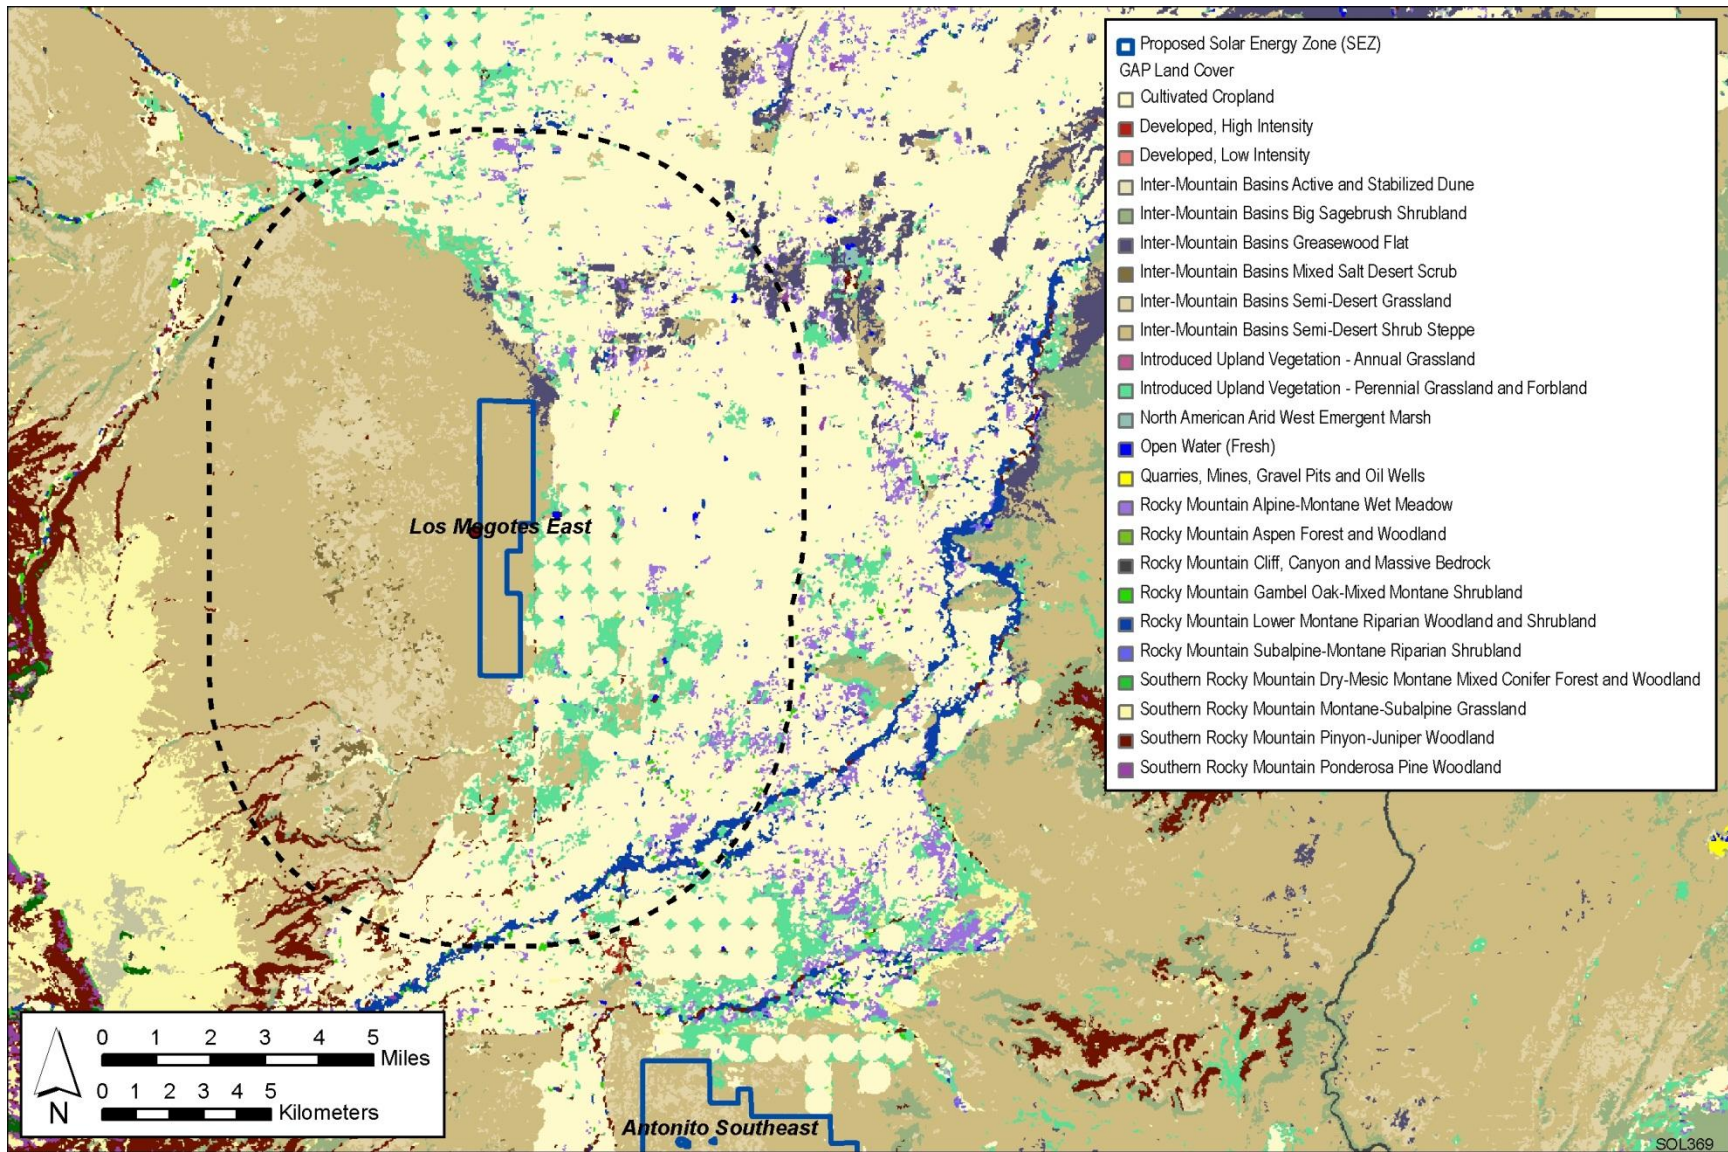 Proposed Solar Energy Zone (SEZ)
GAP Land Cover
Cultivated Cropland
Developed, High Intensity
Developed, Low Intensity
Inter-Mountain Basins Active and Stabilized Dune
Inter-Mountain Basins Big Sagebrush Shrubland
Inter-Mountain Basins Greasewood Flat
Inter-Mountain Basins Mixed Salt Desert Scrub
Inter-Mountain Basins Semi-Desert Grassland
Inter-Mountain Basins Semi-Desert Shrub Steppe
Introduced Upland Vegetation - Annual Grassland
Introduced Upland Vegetation - Perennial Grassland and Forbland
North American Arid West Emergent Marsh
Open Water (Fresh)
Quarries, Mines, Gravel Pits and Oil Wells
Rocky Mountain Alpine-Montane Wet Meadow
Rocky Mountain Aspen Forest and Woodland
Rocky Mountain Cliff, Canyon and Massive Bedrock
Rocky Mountain Gambel Oak-Mixed Montane Shrubland
Rocky Mountain Lower Montane Riparian Woodland and Shrubland
Rocky Mountain Subalpine-Montane Riparian Shrubland
Southern Rocky Mountain Dry-Mesic Montane Mixed Conifer Forest and Woodland
Southern Rocky Mountain Montane-Subalpine Grassland
Southern Rocky Mountain Pinyon-Juniper Woodland
Southern Rocky Mountain Ponderosa Pine Woodland
Los Mogotes East
0 1 2 3 4 5
Miles
0 1 2 3 4 5
Kilometers
N
Antonito Southeast
SOL369